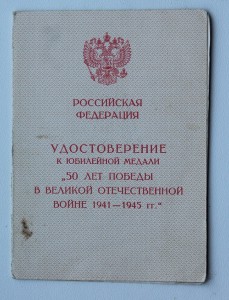 РОССИЙСКАЯ
ФЕДЕРАЦИЯ
УДОСТОВЕРЕНИЕ
К ЮБИЛЕЙНОЙ МЕДАЛИ
„50 ЛЕТ ПОБЕДЫ
В ВЕЛИКОЙ ОТЕЧЕСТВЕННОЙ
ВОЙНЕ 1941—1945 гг.“